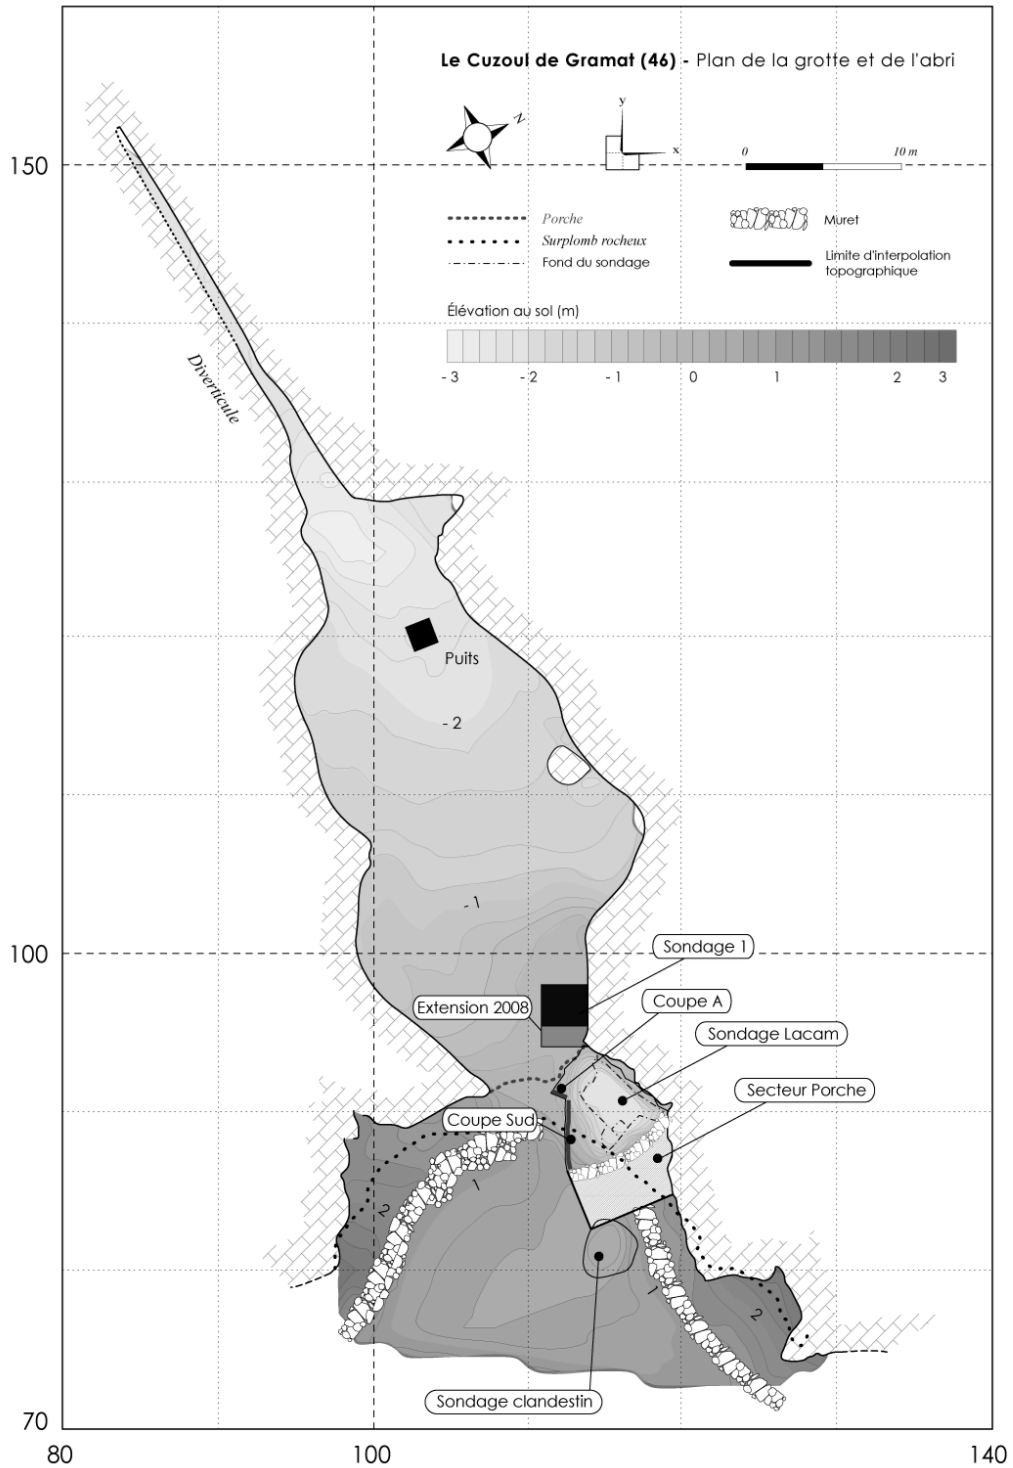 Le Cuzoul de Gramat (46) - Plan de la grotte et de l'abri
N
y
x
0 10 m
150
Porche
Surplomb rocheux
Fond du sondage
Muret
Limite d'interpolation
topographique
Élévation au sol (m)
- 3 - 2 - 1 0 1 2 3
Diverticule
Puits
- 2
- 1
100
Sondage 1
Extension 2008
Coupe A
Sondage Lacam
Secteur Porche
Coupe Sud
1
2
1
2
Sondage clandestin
70
80 100 140